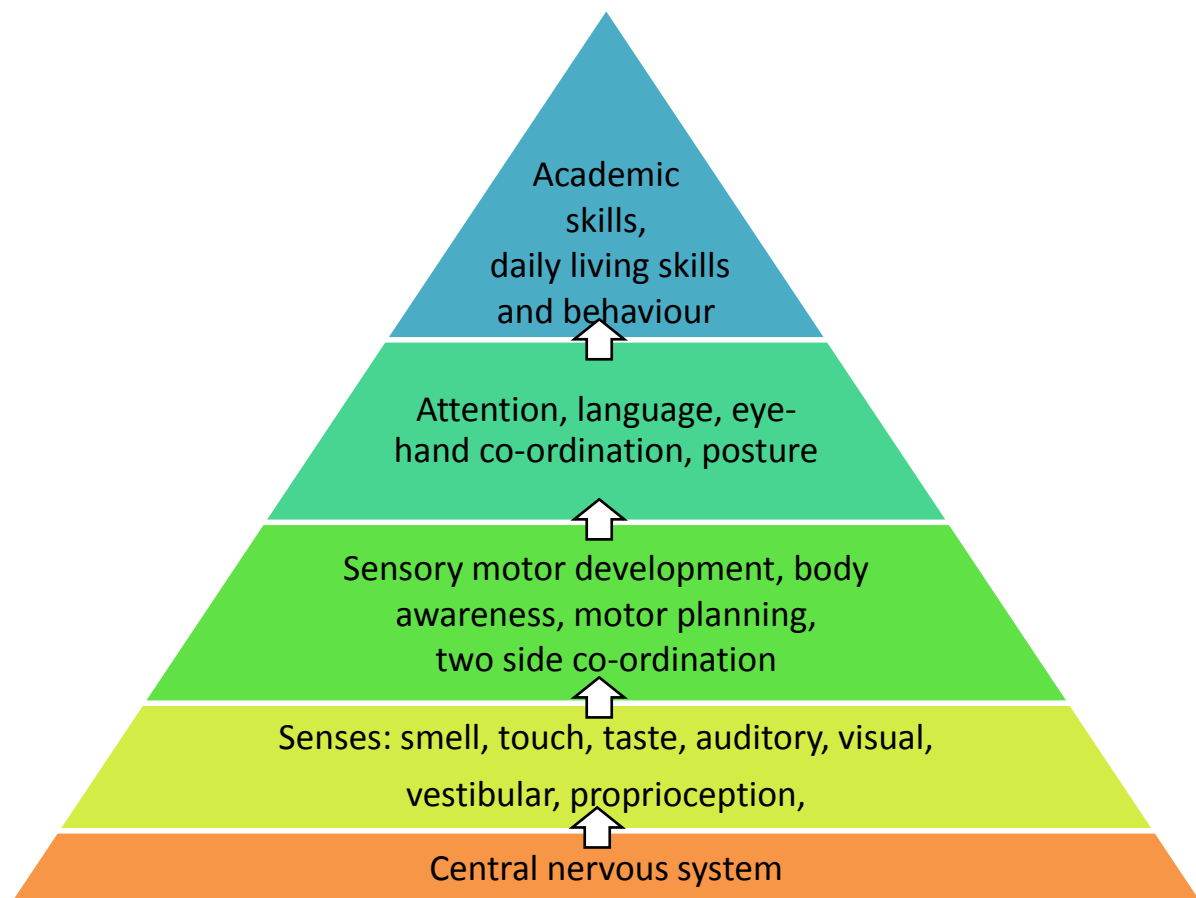 Academic
skills,
daily living skills
and behaviour
Attention, language, eye-
hand co-ordination, posture
Sensory motor development, body
awareness, motor planning,
two side co-ordination
Senses: smell, touch, taste, auditory, visual,
vestibular, proprioception,
Central nervous system